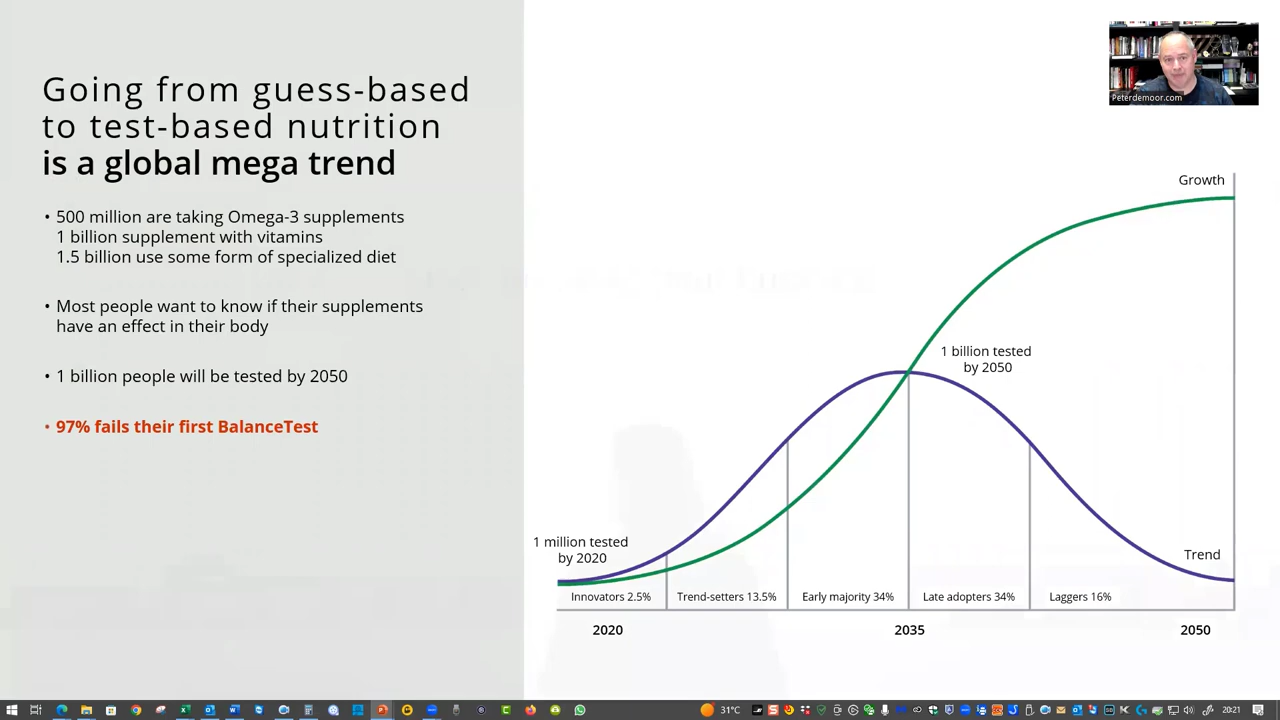 Going from guess-based
to test-based nutrition
is a global mega trend
• 500 million are taking Omega-3 supplements
1 billion supplement with vitamins
1.5 billion use some form of specialized diet
• Most people want to know if their supplements
have an effect in their body
• 1 billion people will be tested by 2050
• 97% fails their first BalanceTest
Peterdemoor.com
Growth
1 billion tested
by 2050
1 million tested
by 2020
Trend
Innovators 2.5%
Trend-setters 13.5%
Early majority 34%
Late adopters 34%
Laggers 16%
2020
2035
2050
31°C
2021